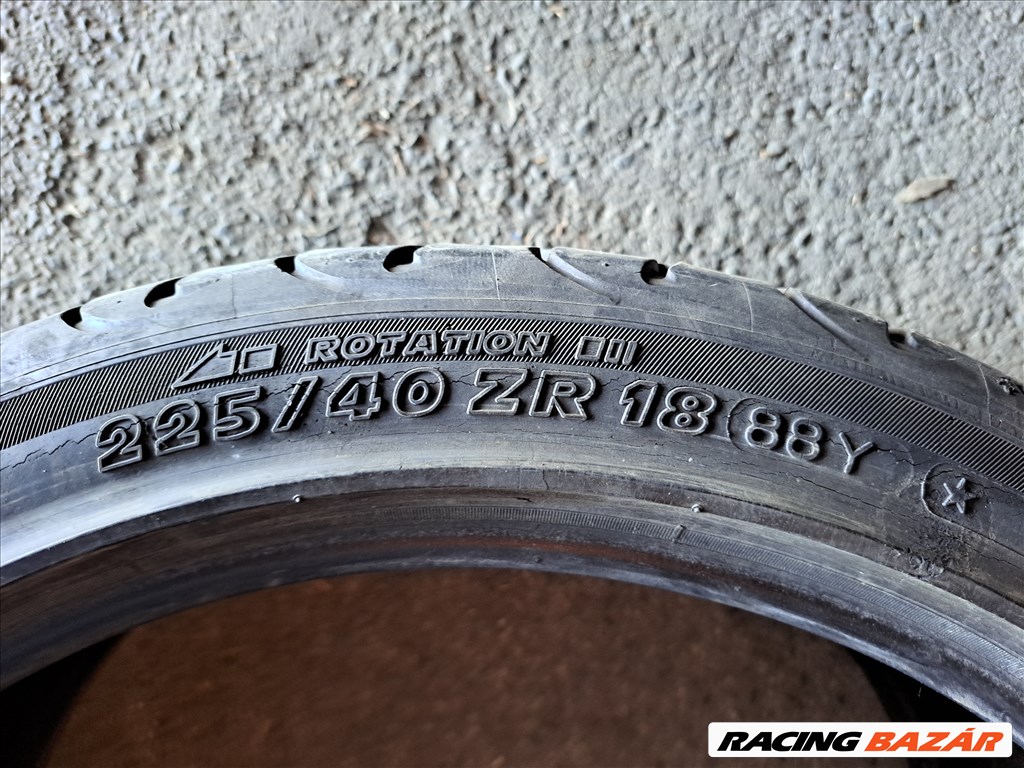 ROTATION
225/40 ZR 18 (88Y)
RACING BAZÁR